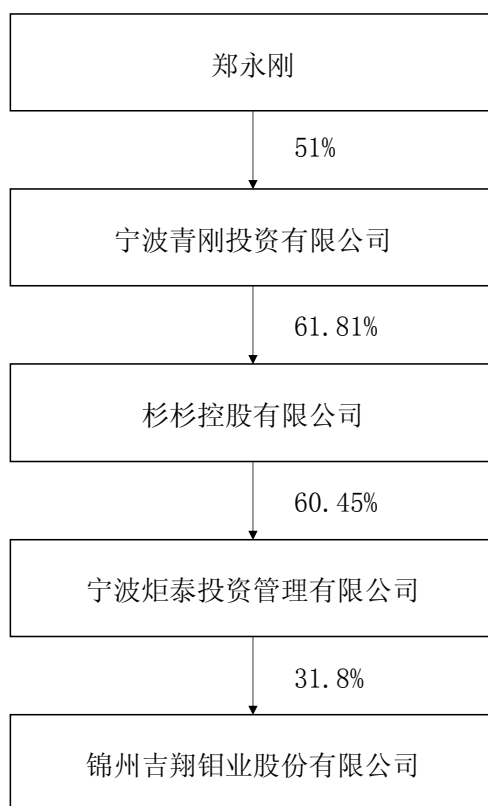 郑永刚
51%
宁波青刚投资有限公司
61.81%
杉杉控股有限公司
60.45%
宁波炬泰投资管理有限公司
31.8%
锦州吉翔钼业股份有限公司